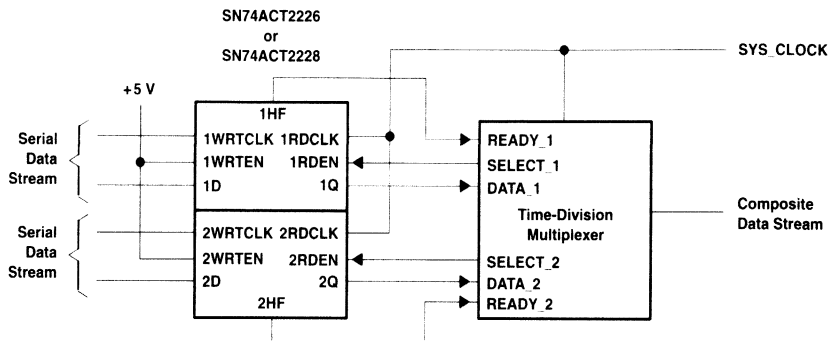 SN74ACT2226
or
SN74ACT2228
SYS_CLOCK
+5 V
1HF
Serial
Data
Stream
1WRTCLK 1RDCLK
1WRTEN 1RDEN
1D 1Q
READY_1
SELECT_1
DATA_1
Time-Division
Multiplexer
Composite
Data Stream
Serial
Data
Stream
2WRTCLK 2RDCLK
2WRTEN 2RDEN
2D 2Q
2HF
SELECT_2
DATA_2
READY_2